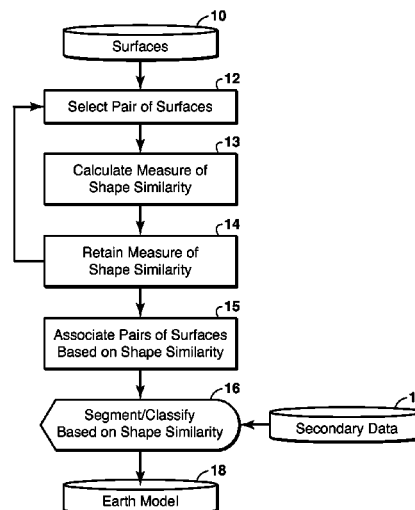 10
Surfaces
12
Select Pair of Surfaces
13
Calculate Measure of
Shape Similarity
14
Retain Measure of
Shape Similarity
15
Associate Pairs of Surfaces
Based on Shape Similarity
16
Segment/Classify
Based on Shape Similarity
Secondary Data
18
Earth Model